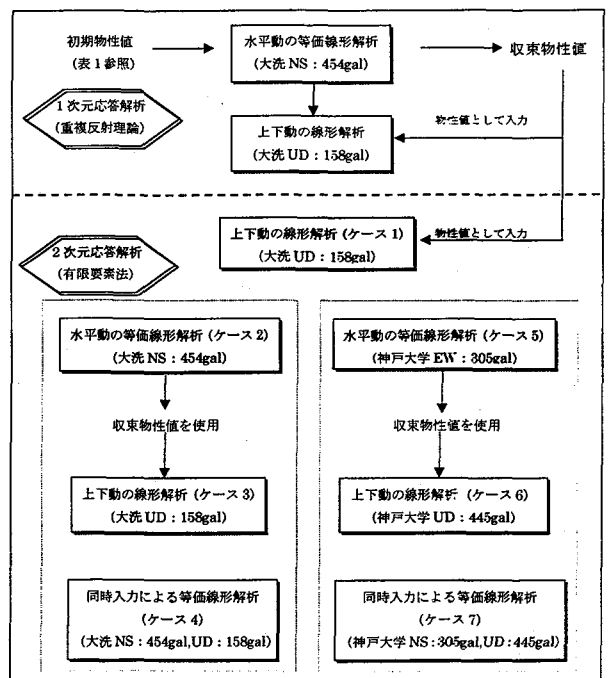 初期物性値
(表1参照)
水平動の等価線形解析
(大洗 NS : 454gal)
収束物性値
1次元応答解析
(重複反射理論)
上下動の線形解析
(大洗 UD : 158gal)
物性値として入力
上下動の線形解析 (ケース 1)
(大洗 UD : 158gal)
物性値として入力
2次元応答解析
(有限要素法)
水平動の等価線形解析 (ケース 2)
(大洗 NS : 454gal)
収束物性値を使用
上下動の線形解析 (ケース 3)
(大洗 UD : 158gal)
同時入力による等価線形解析
(ケース 4)
(大洗 NS : 454gal,UD : 158gal)
水平動の等価線形解析 (ケース 5)
(神戸大学 EW : 305gal)
収束物性値を使用
上下動の線形解析 (ケース 6)
(神戸大学 UD : 445gal)
同時入力による等価線形解析
(ケース 7)
(神戸大学 NS : 305gal,UD : 445gal)